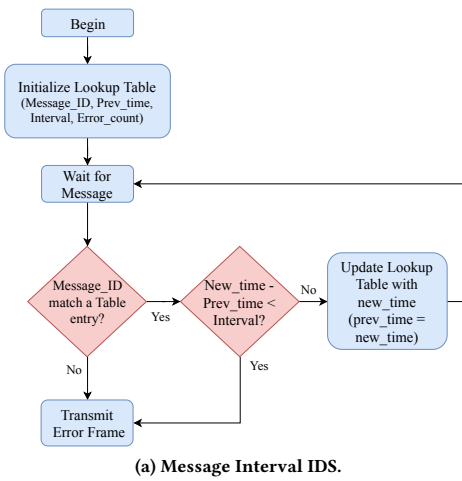 Begin
Initialize Lookup Table
(Message_ID, Prev_time,
Interval, Error_count)
Wait for
Message
Message_ID
match a Table
entry?
Yes
New_time -
Prev_time <
Interval?
No
Update Lookup
Table with
new_time
(prev_time =
new_time)
No
Yes
Transmit
Error Frame
(a) Message Interval IDS.